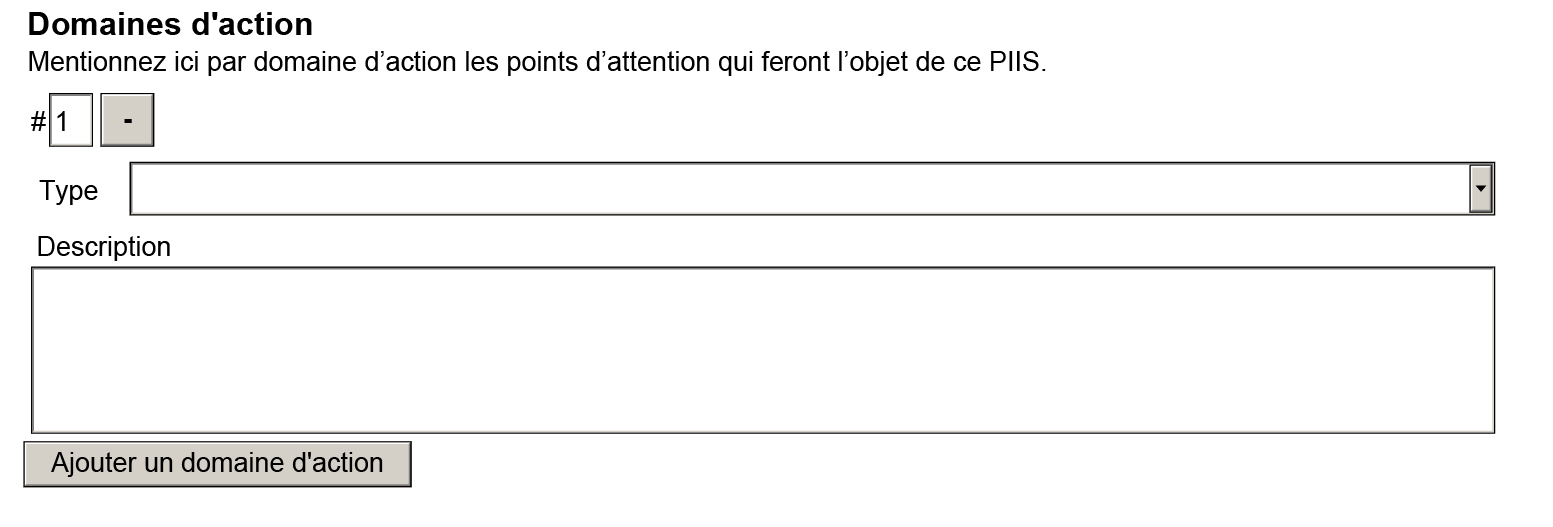 Domaines d'action
Mentionnez ici par domaine d’action les points d’attention qui feront l’objet de ce PIIS.
# 1 -
Type
Description
Ajouter un domaine d'action